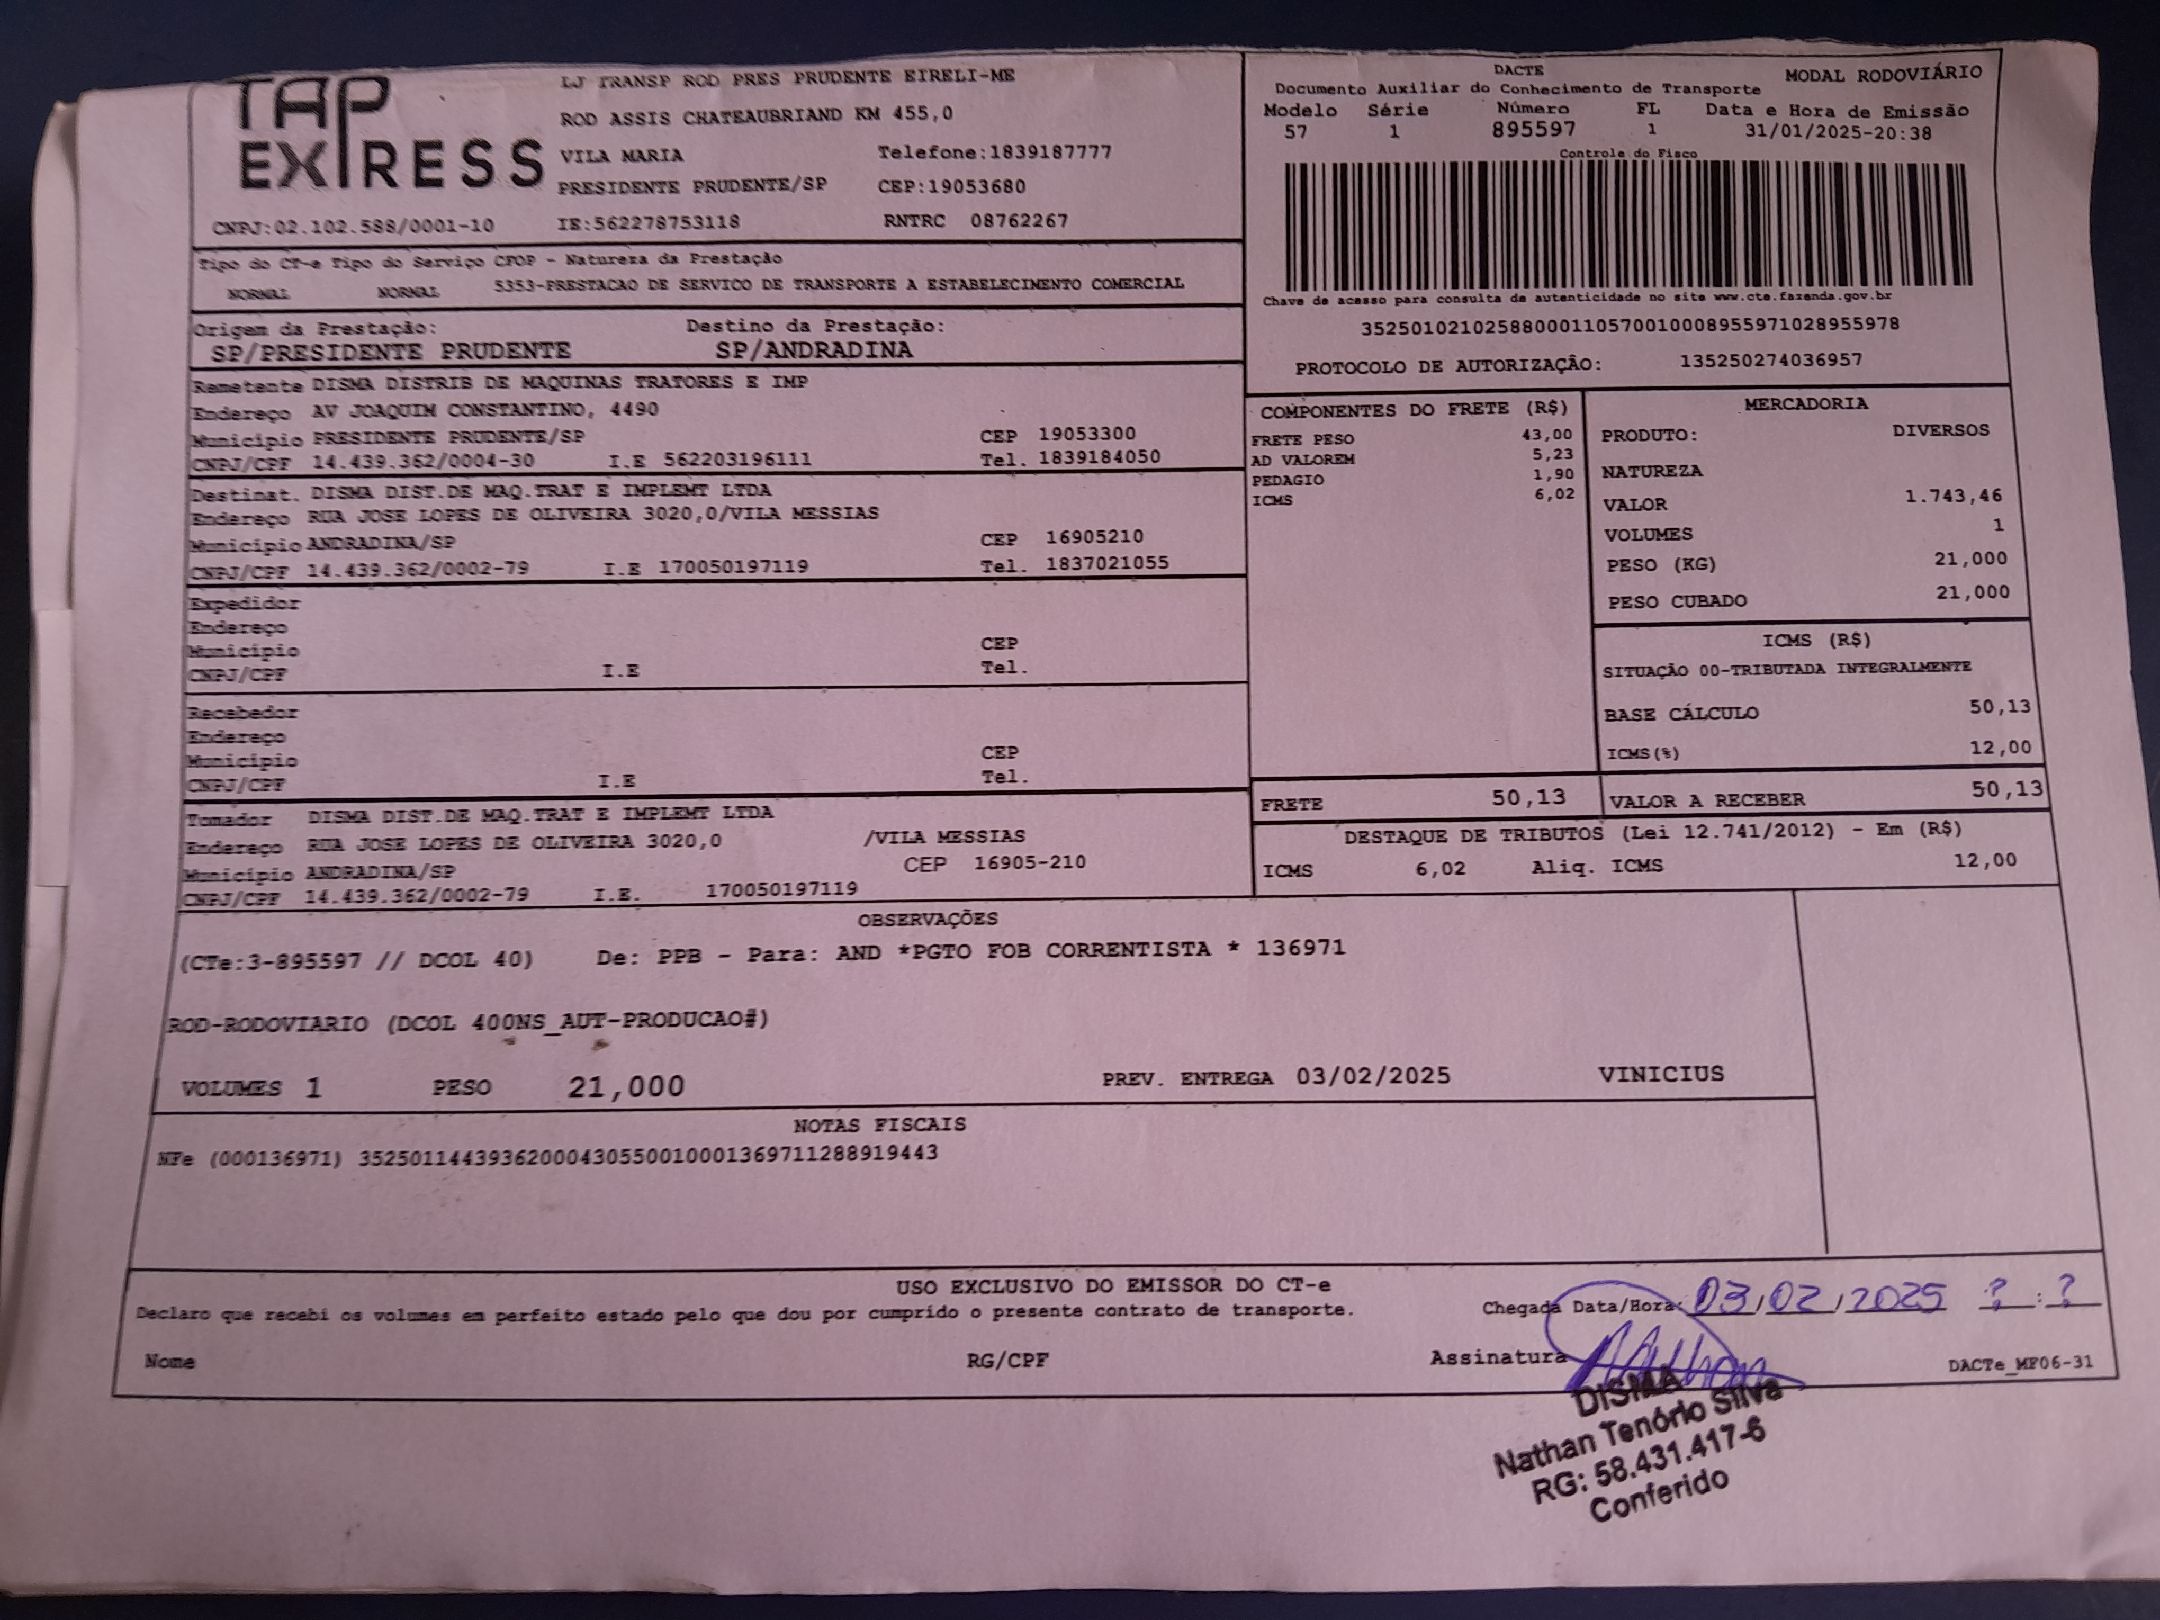 TAP EXPRESS
LJ TRANSP ROD PRES PRUDENTE EIRELI-ME
ROD ASSIS CHATEAUBRIAND KM 455,0
VILA MARIA Telefone:1839187777
PRESIDENTE PRUDENTE/SP CEP:19053680
CNPJ:02.102.588/0001-10 IE:562278753118 RNTRC 08762267
DACTE MODAL RODOVIÁRIO
Documento Auxiliar do Conhecimento de Transporte
Modelo Série Número FL Data e Hora de Emissão
57 1 895597 1 31/01/2025-20:38
Controle do Fisco
Chave de acesso para consulta de autenticidade no site www.cte.fazenda.gov.br
35250102102588000110570010008955971028955978
PROTOCOLO DE AUTORIZAÇÃO: 135250274036957
Tipo do CT-e Tipo do Serviço CFOP - Natureza da Prestação
NORMAL NORMAL 5353-PRESTACAO DE SERVICO DE TRANSPORTE A ESTABELECIMENTO COMERCIAL
Origem da Prestação: Destino da Prestação:
SP/PRESIDENTE PRUDENTE SP/ANDRADINA
Remetente DISMA DISTRIB DE MAQUINAS TRATORES E IMP
Endereço AV JOAQUIM CONSTANTINO, 4490
Município PRESIDENTE PRUDENTE/SP CEP 19053300
CNPJ/CPF 14.439.362/0004-30 I.E 562203196111 Tel. 1839184050
Destinat. DISMA DIST.DE MAQ.TRAT E IMPLEMT LTDA
Endereço RUA JOSE LOPES DE OLIVEIRA 3020,0/VILA MESSIAS
Município ANDRADINA/SP CEP 16905210
CNPJ/CPF 14.439.362/0002-79 I.E 170050197119 Tel. 1837021055
Expedidor
Endereço
Município CEP
CNPJ/CPF I.E Tel.
Recebedor
Endereço
Município CEP
CNPJ/CPF I.E Tel.
Tomador DISMA DIST.DE MAQ.TRAT E IMPLEMT LTDA
Endereço RUA JOSE LOPES DE OLIVEIRA 3020,0 /VILA MESSIAS
Município ANDRADINA/SP CEP 16905-210
CNPJ/CPF 14.439.362/0002-79 I.E. 170050197119
COMPONENTES DO FRETE (R$)
FRETE PESO 43,00
AD VALOREM 5,23
PEDAGIO 1,90
ICMS 6,02
MERCADORIA
PRODUTO: DIVERSOS
NATUREZA
VALOR 1.743,46
VOLUMES 1
PESO (KG) 21,000
PESO CUBADO 21,000
ICMS (R$)
SITUAÇÃO 00-TRIBUTADA INTEGRALMENTE
BASE CÁLCULO 50,13
ICMS(%) 12,00
FRETE 50,13 VALOR A RECEBER 50,13
DESTAQUE DE TRIBUTOS (Lei 12.741/2012) - Em (R$)
ICMS 6,02 Aliq. ICMS 12,00
OBSERVAÇÕES
(CTe:3-895597 // DCOL 40) De: PPB - Para: AND *PGTO FOB CORRENTISTA * 136971
ROD-RODOVIARIO (DCOL 400NS_AUT-PRODUCAO#)
VOLUMES 1 PESO 21,000 PREV. ENTREGA 03/02/2025 VINICIUS
NOTAS FISCAIS
NFe (000136971) 35250114439362000430550010001369711288919443
USO EXCLUSIVO DO EMISSOR DO CT-e
Declaro que recebi os volumes em perfeito estado pelo que dou por cumprido o presente contrato de transporte.
Chegada Data/Hora: 03/02/2025 ?:?
Nome RG/CPF Assinatura Nathan DACTe_MF06-31
DISMA
Nathan Tenório Silva
RG: 58.431.417-6
Conferido